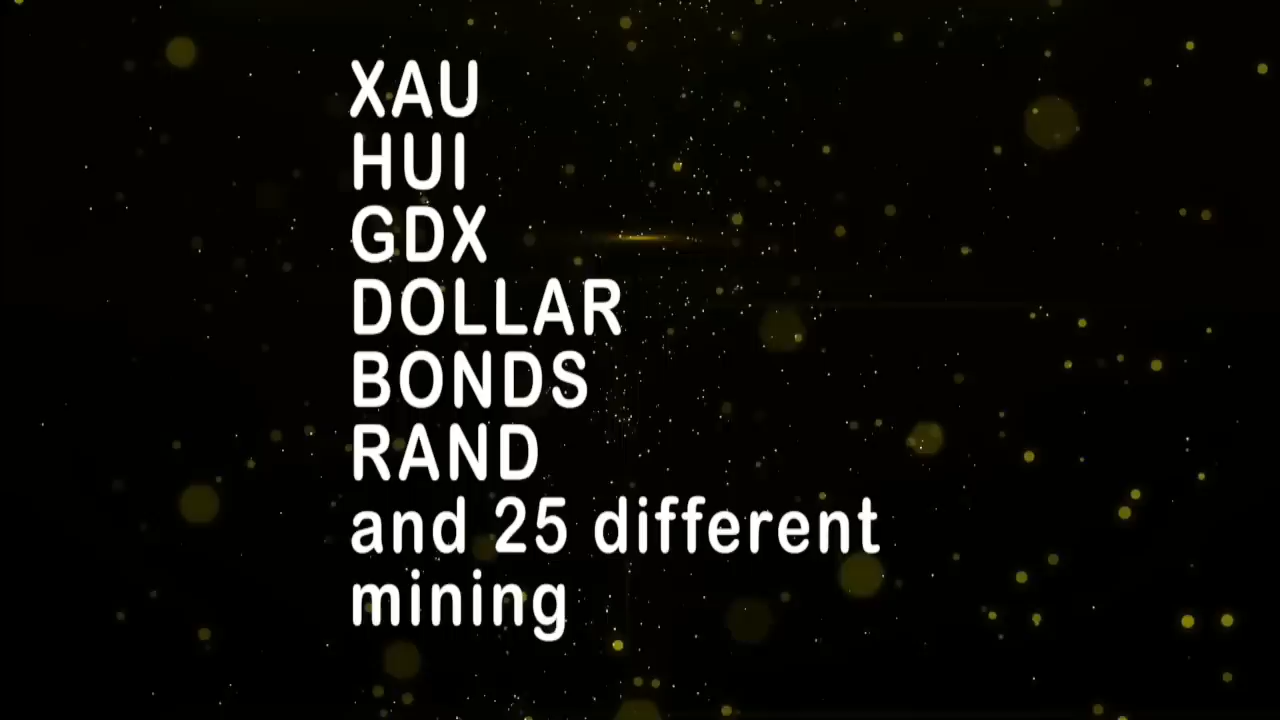 XAU
HUI
GDX
DOLLAR
BONDS
RAND
and 25 different
mining